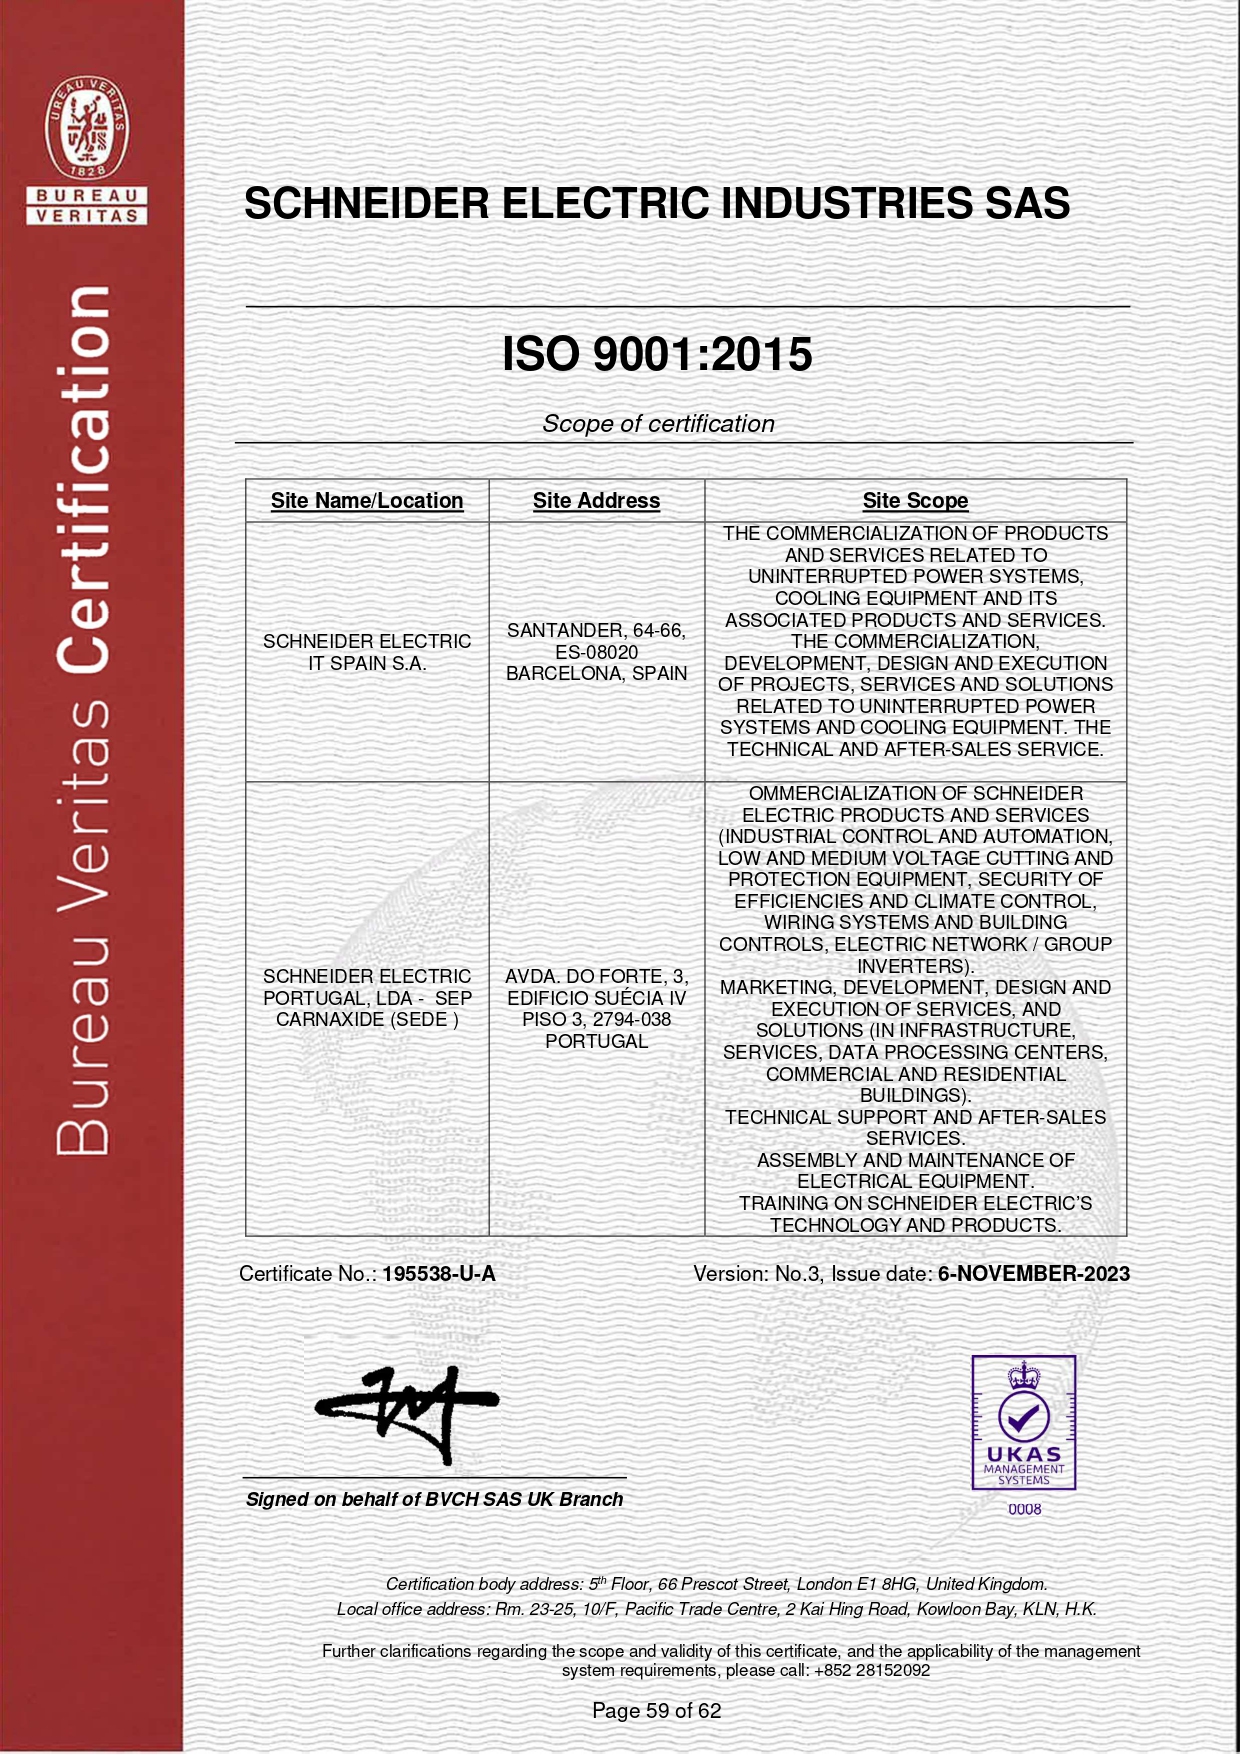 BUREAU VERITAS
1828
BUREAU
VERITAS
Bureau Veritas Certification
SCHNEIDER ELECTRIC INDUSTRIES SAS
ISO 9001:2015
Scope of certification
Site Name/Location
Site Address
Site Scope
SCHNEIDER ELECTRIC
IT SPAIN S.A.
SANTANDER, 64-66,
ES-08020
BARCELONA, SPAIN
THE COMMERCIALIZATION OF PRODUCTS
AND SERVICES RELATED TO
UNINTERRUPTED POWER SYSTEMS,
COOLING EQUIPMENT AND ITS
ASSOCIATED PRODUCTS AND SERVICES.
THE COMMERCIALIZATION,
DEVELOPMENT, DESIGN AND EXECUTION
OF PROJECTS, SERVICES AND SOLUTIONS
RELATED TO UNINTERRUPTED POWER
SYSTEMS AND COOLING EQUIPMENT. THE
TECHNICAL AND AFTER-SALES SERVICE.
SCHNEIDER ELECTRIC
PORTUGAL, LDA - SEP
CARNAXIDE (SEDE )
AVDA. DO FORTE, 3,
EDIFICIO SUÉCIA IV
PISO 3, 2794-038
PORTUGAL
OMMERCIALIZATION OF SCHNEIDER
ELECTRIC PRODUCTS AND SERVICES
(INDUSTRIAL CONTROL AND AUTOMATION,
LOW AND MEDIUM VOLTAGE CUTTING AND
PROTECTION EQUIPMENT, SECURITY OF
EFFICIENCIES AND CLIMATE CONTROL,
WIRING SYSTEMS AND BUILDING
CONTROLS, ELECTRIC NETWORK / GROUP
INVERTERS).
MARKETING, DEVELOPMENT, DESIGN AND
EXECUTION OF SERVICES, AND
SOLUTIONS (IN INFRASTRUCTURE,
SERVICES, DATA PROCESSING CENTERS,
COMMERCIAL AND RESIDENTIAL
BUILDINGS).
TECHNICAL SUPPORT AND AFTER-SALES
SERVICES.
ASSEMBLY AND MAINTENANCE OF
ELECTRICAL EQUIPMENT.
TRAINING ON SCHNEIDER ELECTRIC’S
TECHNOLOGY AND PRODUCTS.
Certificate No.: 195538-U-A
Version: No.3, Issue date: 6-NOVEMBER-2023
UKAS
MANAGEMENT
SYSTEMS
0008
Signed on behalf of BVCH SAS UK Branch
Certification body address: 5th Floor, 66 Prescot Street, London E1 8HG, United Kingdom.
Local office address: Rm. 23-25, 10/F, Pacific Trade Centre, 2 Kai Hing Road, Kowloon Bay, KLN, H.K.
Further clarifications regarding the scope and validity of this certificate, and the applicability of the management
system requirements, please call: +852 28152092
Page 59 of 62